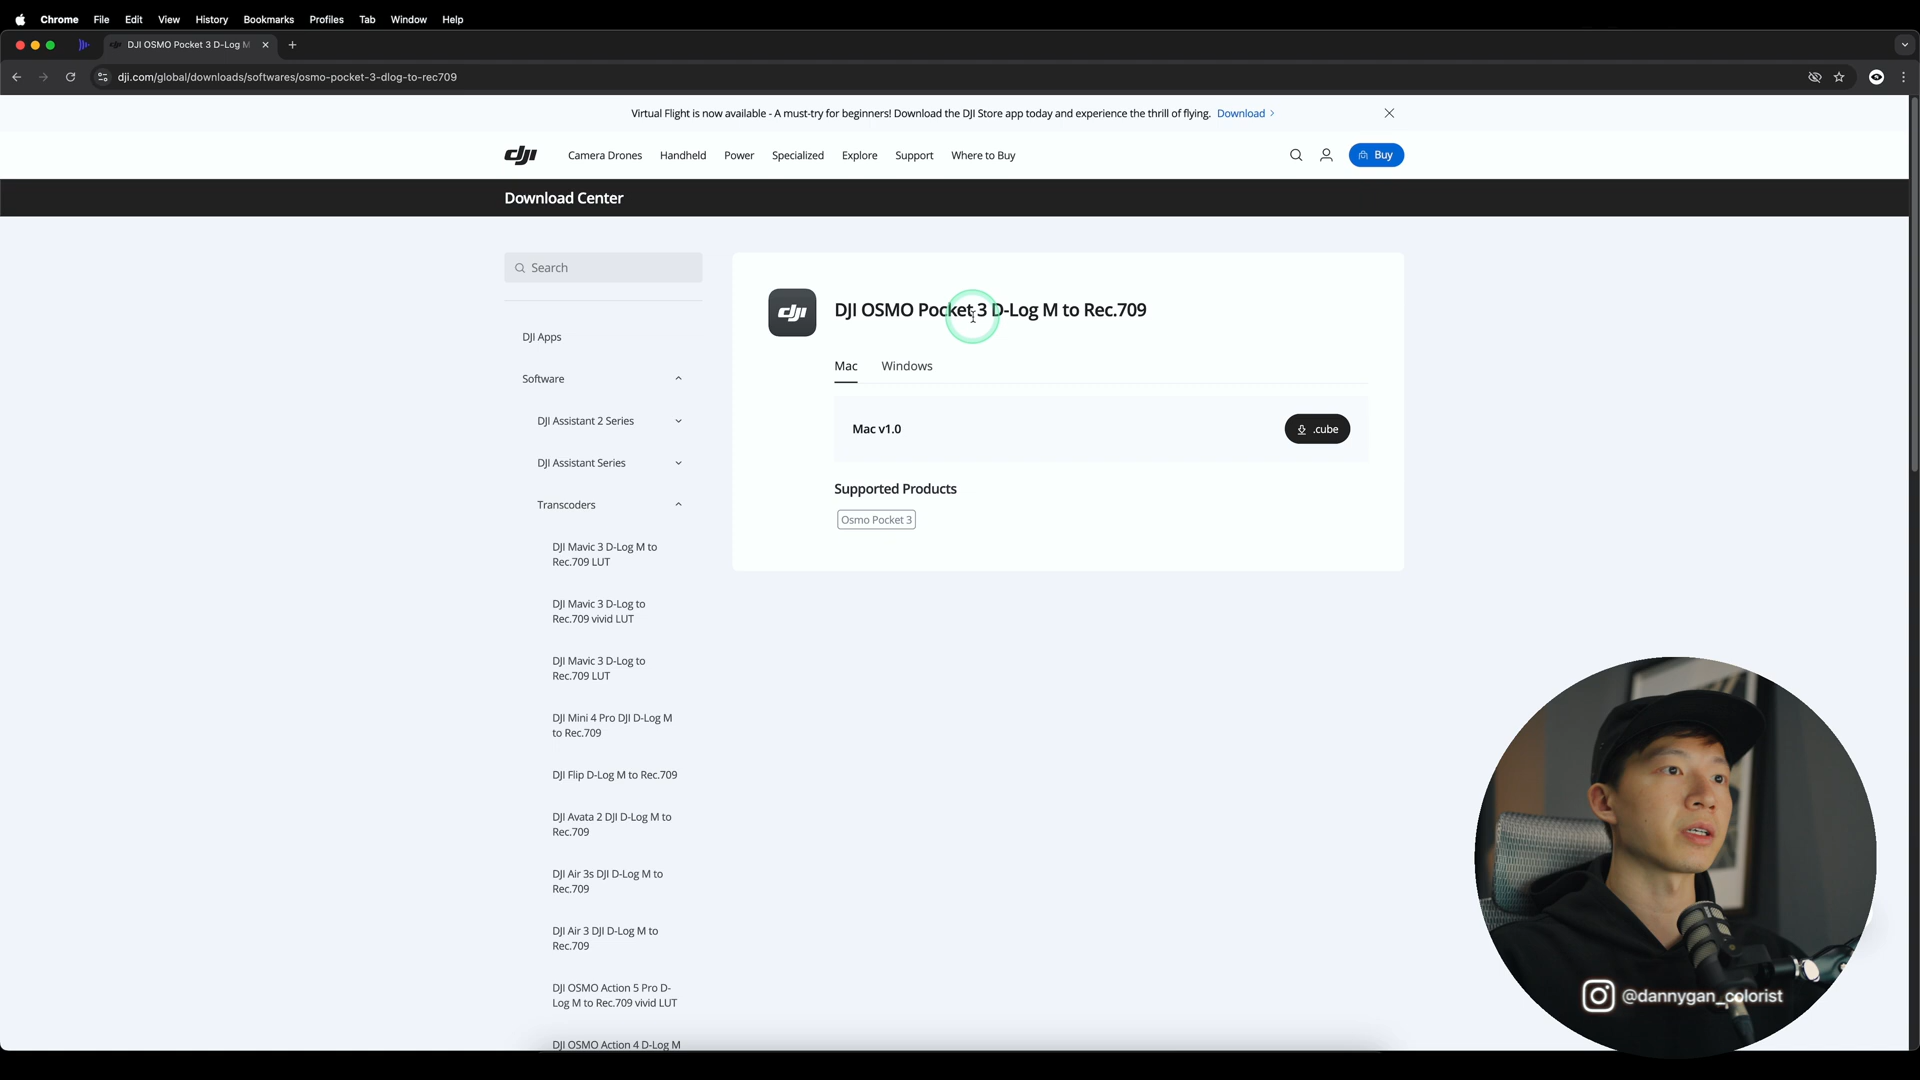 Chrome File Edit View History Bookmarks Profiles Tab Window Help
DJI OSMO Pocket 3 D-Log M
dji.com/global/downloads/softwares/osmo-pocket-3-dlog-to-rec709
Virtual Flight is now available - A must-try for beginners! Download the DJI Store app today and experience the thrill of flying. Download
dji Camera Drones Handheld Power Specialized Explore Support Where to Buy Buy
Download Center
Search
DJI Apps
Software
DJI Assistant 2 Series
DJI Assistant Series
Transcoders
DJI Mavic 3 D-Log M to
Rec.709 LUT
DJI Mavic 3 D-Log to
Rec.709 vivid LUT
DJI Mavic 3 D-Log to
Rec.709 LUT
DJI Mini 4 Pro DJI D-Log M
to Rec.709
DJI Flip D-Log M to Rec.709
DJI Avata 2 DJI D-Log M to
Rec.709
DJI Air 3s DJI D-Log M to
Rec.709
DJI Air 3 DJI D-Log M to
Rec.709
DJI OSMO Action 5 Pro D-
Log M to Rec.709 vivid LUT
DJI OSMO Action 4 D-Log M
dji
DJI OSMO Pocket 3 D-Log M to Rec.709
Mac Windows
Mac v1.0 .cube
Supported Products
Osmo Pocket 3
@dannygan_colorist